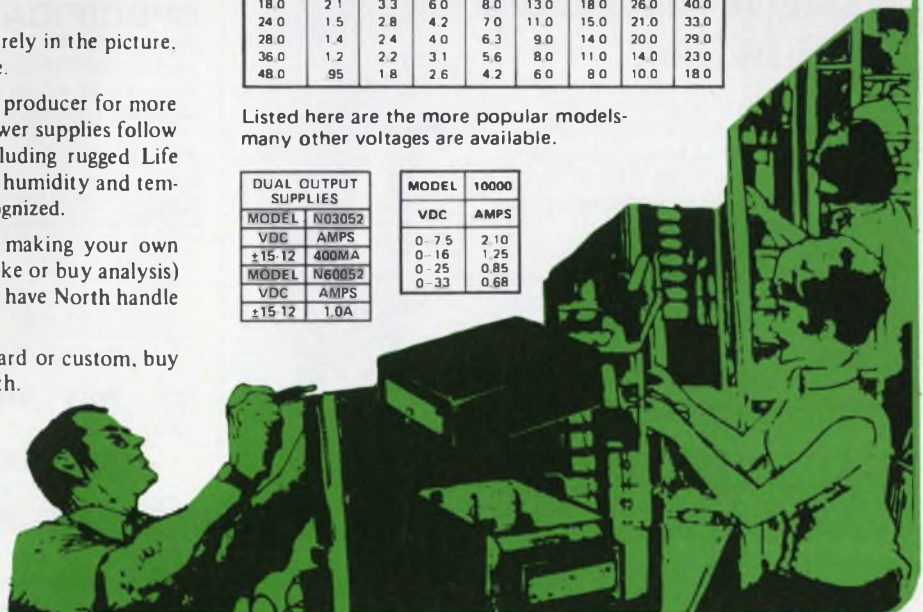 rely in the picture.
e.
producer for more
wer supplies follow
luding rugged Life
humidity and tem-
gnized.
making your own
ke or buy analysis)
have North handle
ard or custom, buy
th.
18.0 2.1 3.3 6.0 8.0 13.0 18.0 26.0 40.0
24.0 1.5 2.8 4.2 7.0 11.0 15.0 21.0 33.0
28.0 1.4 2.4 4.0 6.3 9.0 14.0 20.0 29.0
36.0 1.2 2.2 3.1 5.6 8.0 11.0 14.0 23.0
48.0 .95 1.8 2.6 4.2 6.0 8.0 10.0 18.0
Listed here are the more popular models-
many other voltages are available.
DUAL OUTPUT
SUPPLIES
MODEL N03052
VDC AMPS
±15-12 400MA
MODEL N60052
VDC AMPS
±15-12 1.0A
MODEL 10000
VDC AMPS
0-7.5 2.10
0-16 1.25
0-25 0.85
0-33 0.68